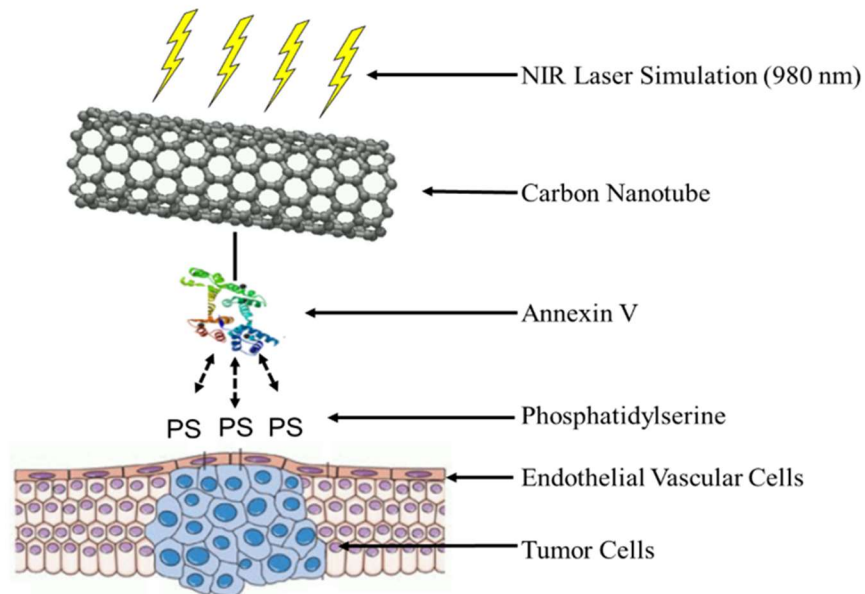 NIR Laser Simulation (980 nm)
Carbon Nanotube
Annexin V
Phosphatidylserine
PS PS PS
Endothelial Vascular Cells
Tumor Cells